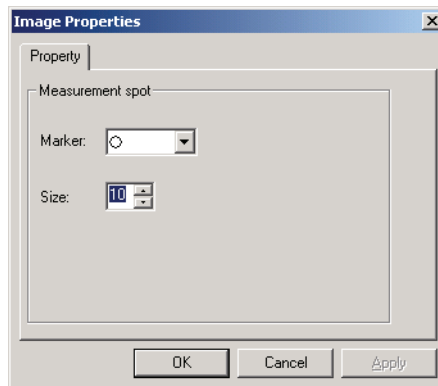 Image Properties
Property
Measurement spot
Marker:
Size: 10
OK Cancel Apply